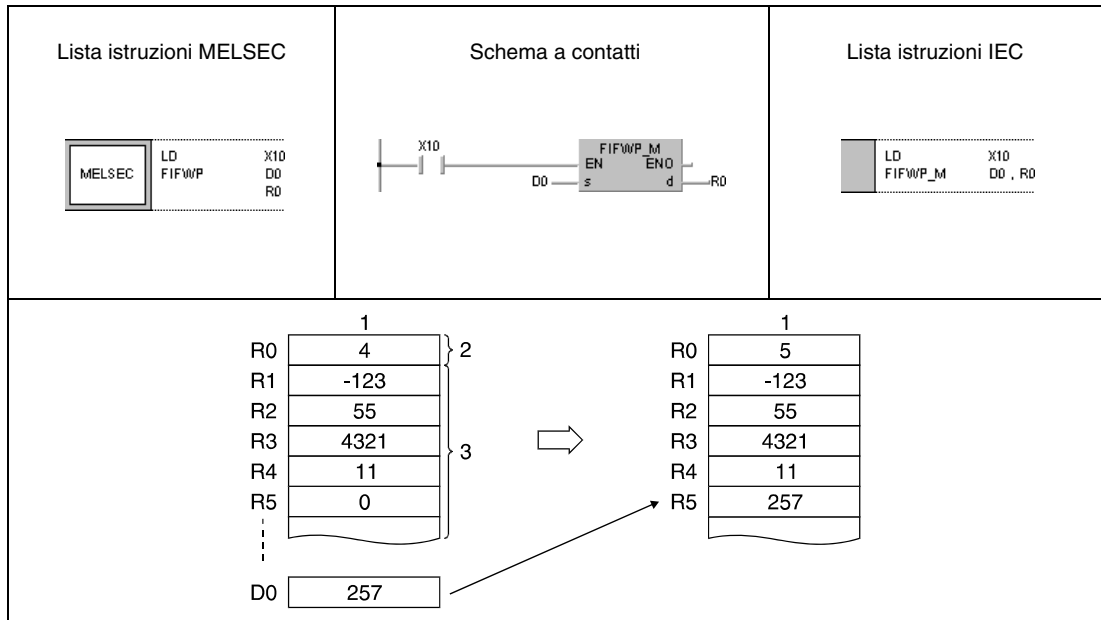 Lista istruzioni MELSEC
Schema a contatti
Lista istruzioni IEC
MELSEC
LD X10
FIFWP D0
R0
X10
FIFWP_M
EN ENO
D0 s d R0
LD X10
FIFWP_M D0 , R0
1 1
R0 4 2 R0 5
R1 -123 R1 -123
R2 55 R2 55
R3 4321 3 R3 4321
R4 11 R4 11
R5 0 R5 257
D0 257